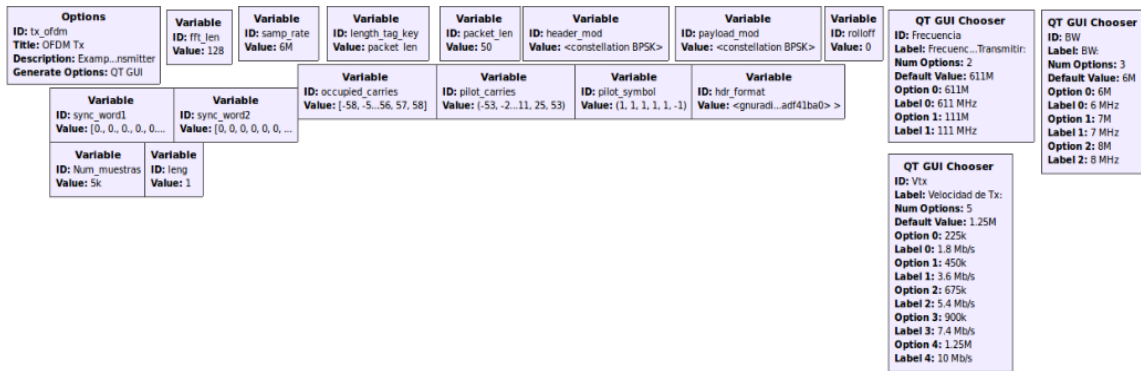 Options
ID: tx_ofdm
Title: OFDM Tx
Description: Examp...nsmitter
Generate Options: QT GUI
Variable
ID: fft_len
Value: 128
Variable
ID: samp_rate
Value: 6M
Variable
ID: length_tag_key
Value: packet_len
Variable
ID: packet_len
Value: 50
Variable
ID: header_mod
Value: <constellation BPSK>
Variable
ID: payload_mod
Value: <constellation BPSK>
Variable
ID: rolloff
Value: 0
Variable
ID: sync_word1
Value: [0., 0., 0., 0., 0....
Variable
ID: sync_word2
Value: [0, 0, 0, 0, 0, 0, ...
Variable
ID: occupied_carries
Value: [-58, -5...56, 57, 58]
Variable
ID: pilot_carries
Value: (-53, -2...11, 25, 53)
Variable
ID: pilot_symbol
Value: (1, 1, 1, 1, 1, -1)
Variable
ID: hdr_format
Value: <gnuradi...adf41ba0> >
Variable
ID: Num_muestras
Value: 5k
Variable
ID: leng
Value: 1
QT GUI Chooser
ID: Frecuencia
Label: Frecuenc...Transmitir:
Num Options: 2
Default Value: 611M
Option 0: 611M
Label 0: 611 MHz
Option 1: 111M
Label 1: 111 MHz
QT GUI Chooser
ID: BW
Label: BW:
Num Options: 3
Default Value: 6M
Option 0: 6M
Label 0: 6 MHz
Option 1: 7M
Label 1: 7 MHz
Option 2: 8M
Label 2: 8 MHz
QT GUI Chooser
ID: Vtx
Label: Velocidad de Tx:
Num Options: 5
Default Value: 1.25M
Option 0: 225k
Label 0: 1.8 Mb/s
Option 1: 450k
Label 1: 3.6 Mb/s
Option 2: 675k
Label 2: 5.4 Mb/s
Option 3: 900k
Label 3: 7.4 Mb/s
Option 4: 1.25M
Label 4: 10 Mb/s